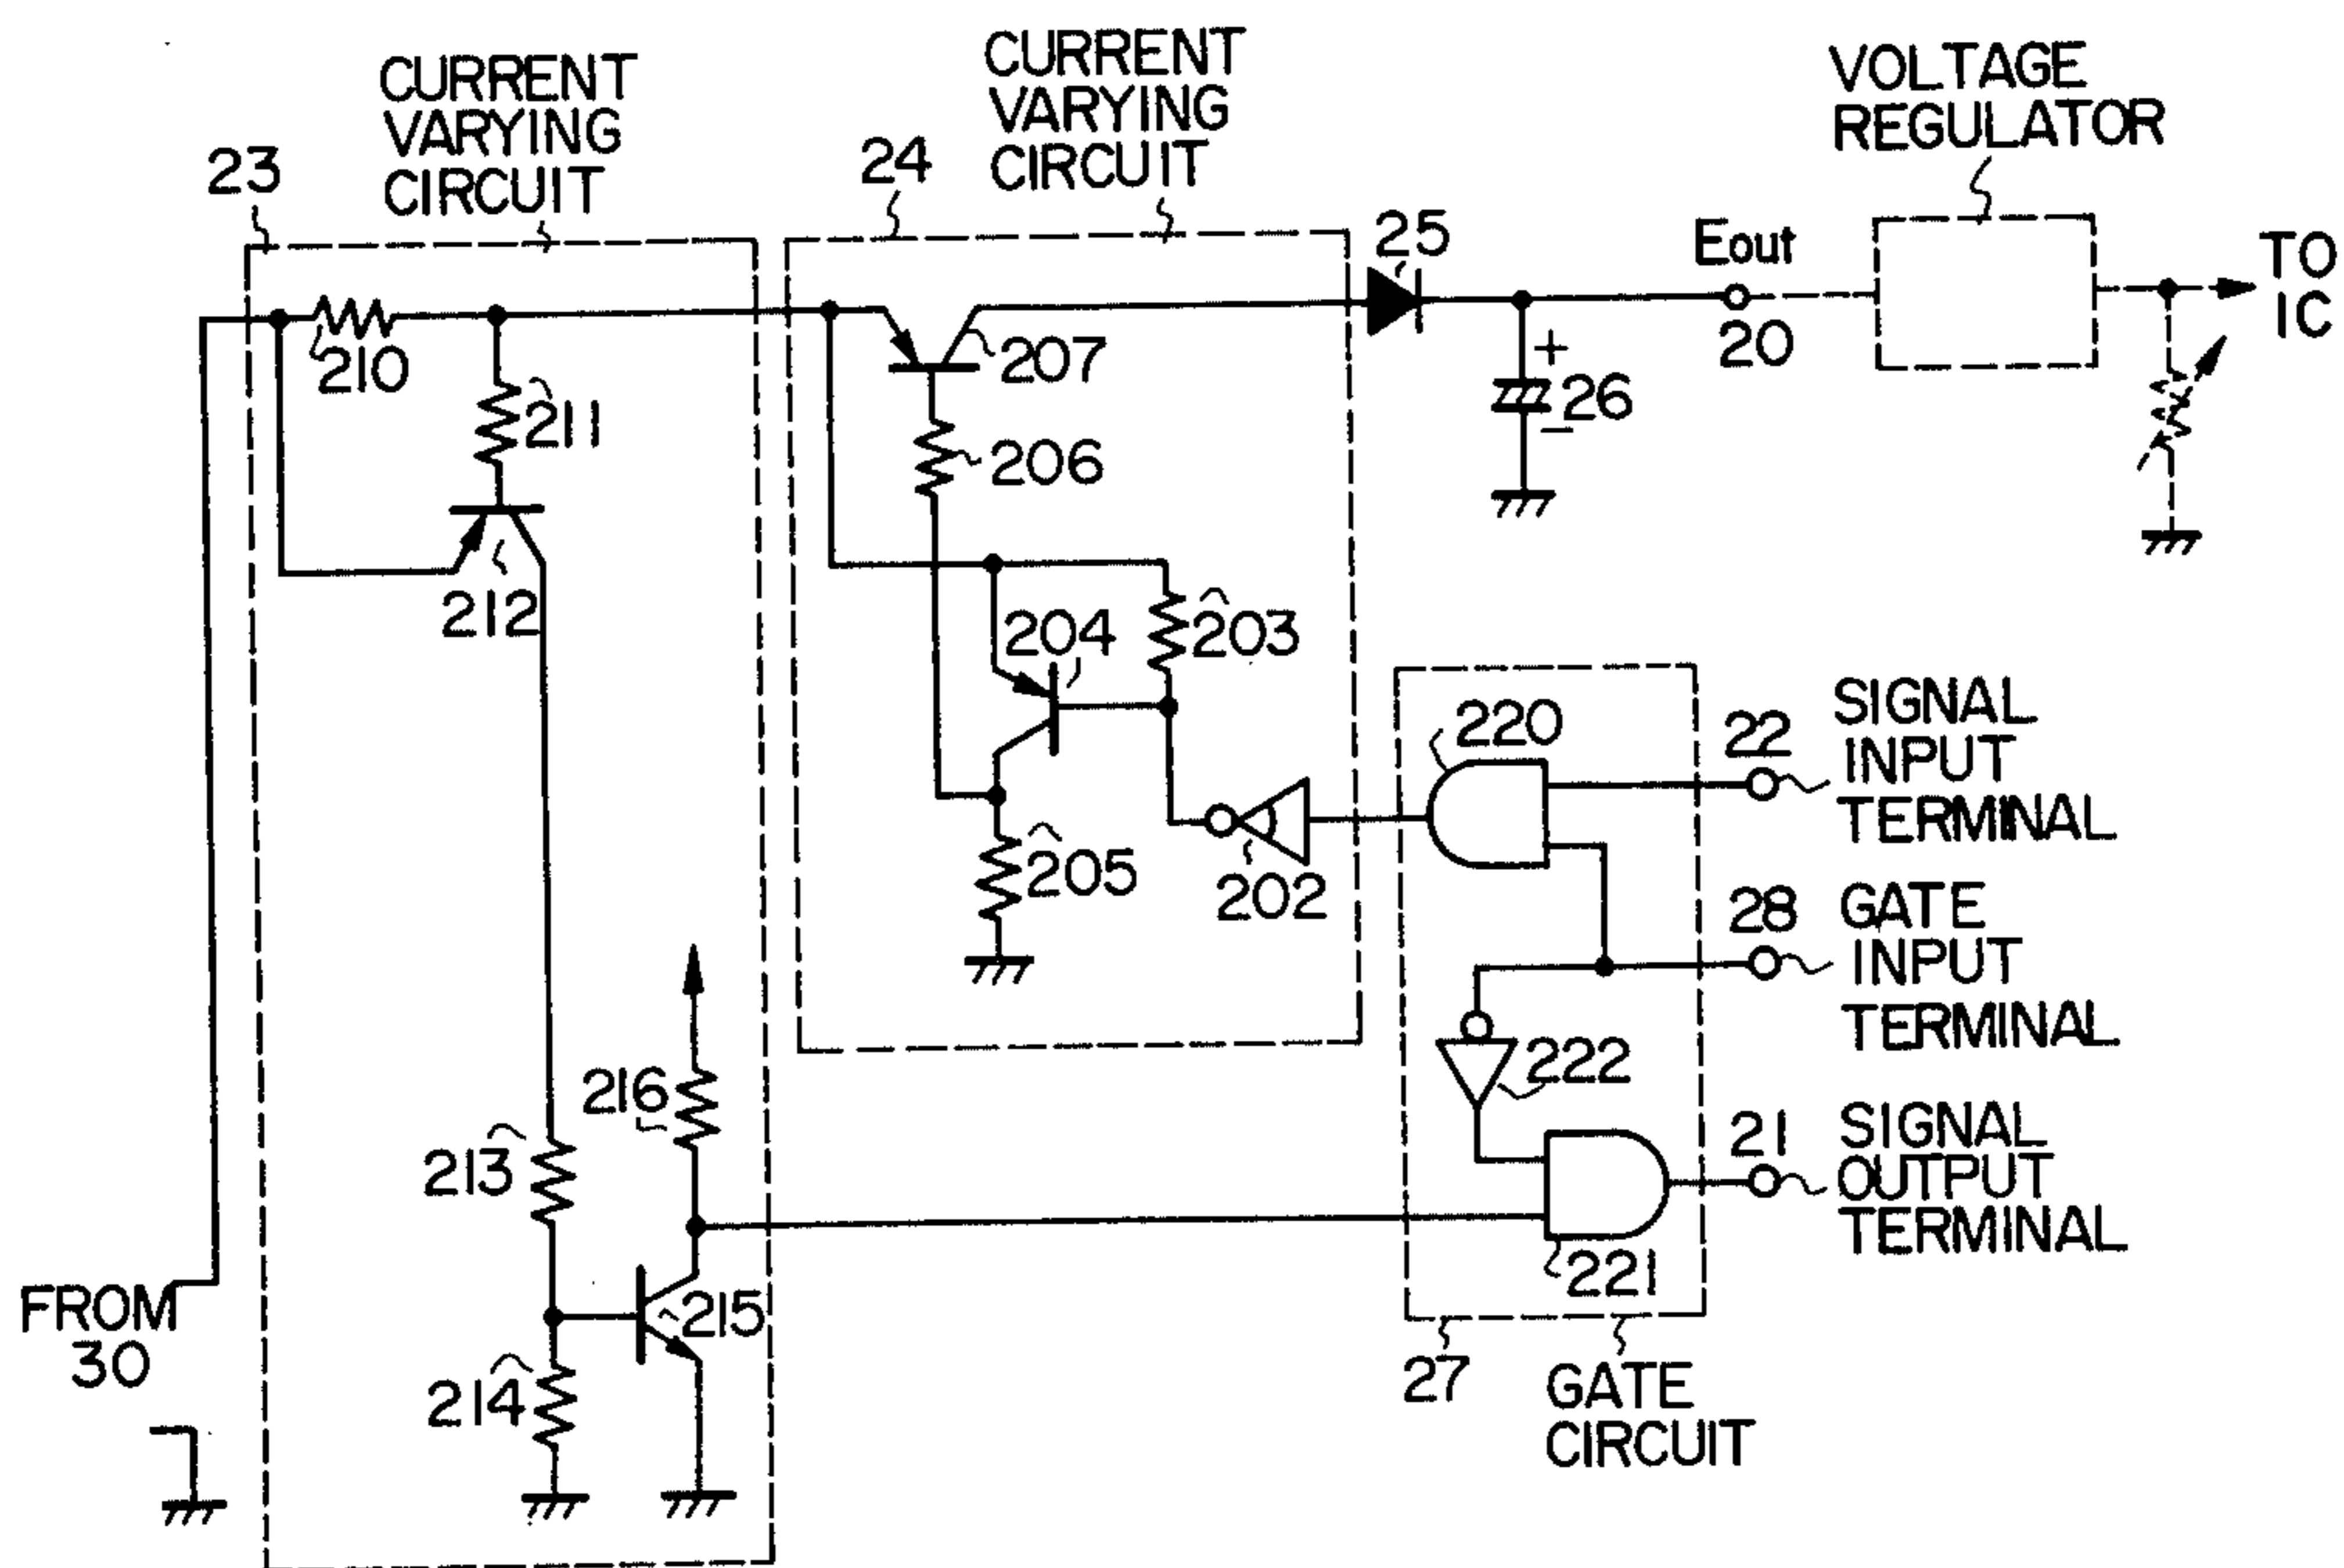 CURRENT
VARYING
CIRCUIT
23
CURRENT
VARYING
CIRCUIT
24
VOLTAGE
REGULATOR
25
Eout
20
TO
IC
210
211
212
207
206
+
26
−
204
203
205
202
220
22
SIGNAL
INPUT
TERMINAL
28
GATE
INPUT
TERMINAL
222
21
SIGNAL
OUTPUT
TERMINAL
221
216
213
215
214
FROM
30
27
GATE
CIRCUIT